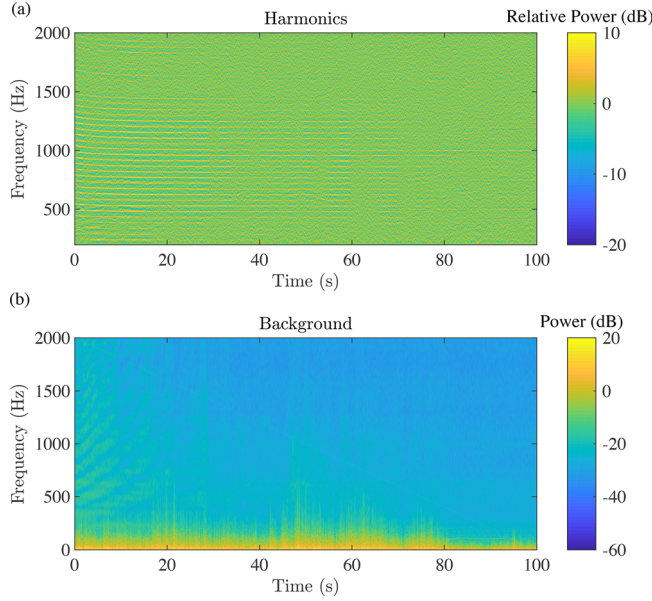 (a)
Harmonics
Relative Power (dB)
2000
1500
1000
500
Frequency (Hz)
0 20 40 60 80 100
Time (s)
10
0
-10
-20
(b)
Background
Power (dB)
2000
1500
1000
500
0
Frequency (Hz)
0 20 40 60 80 100
Time (s)
20
0
-20
-40
-60